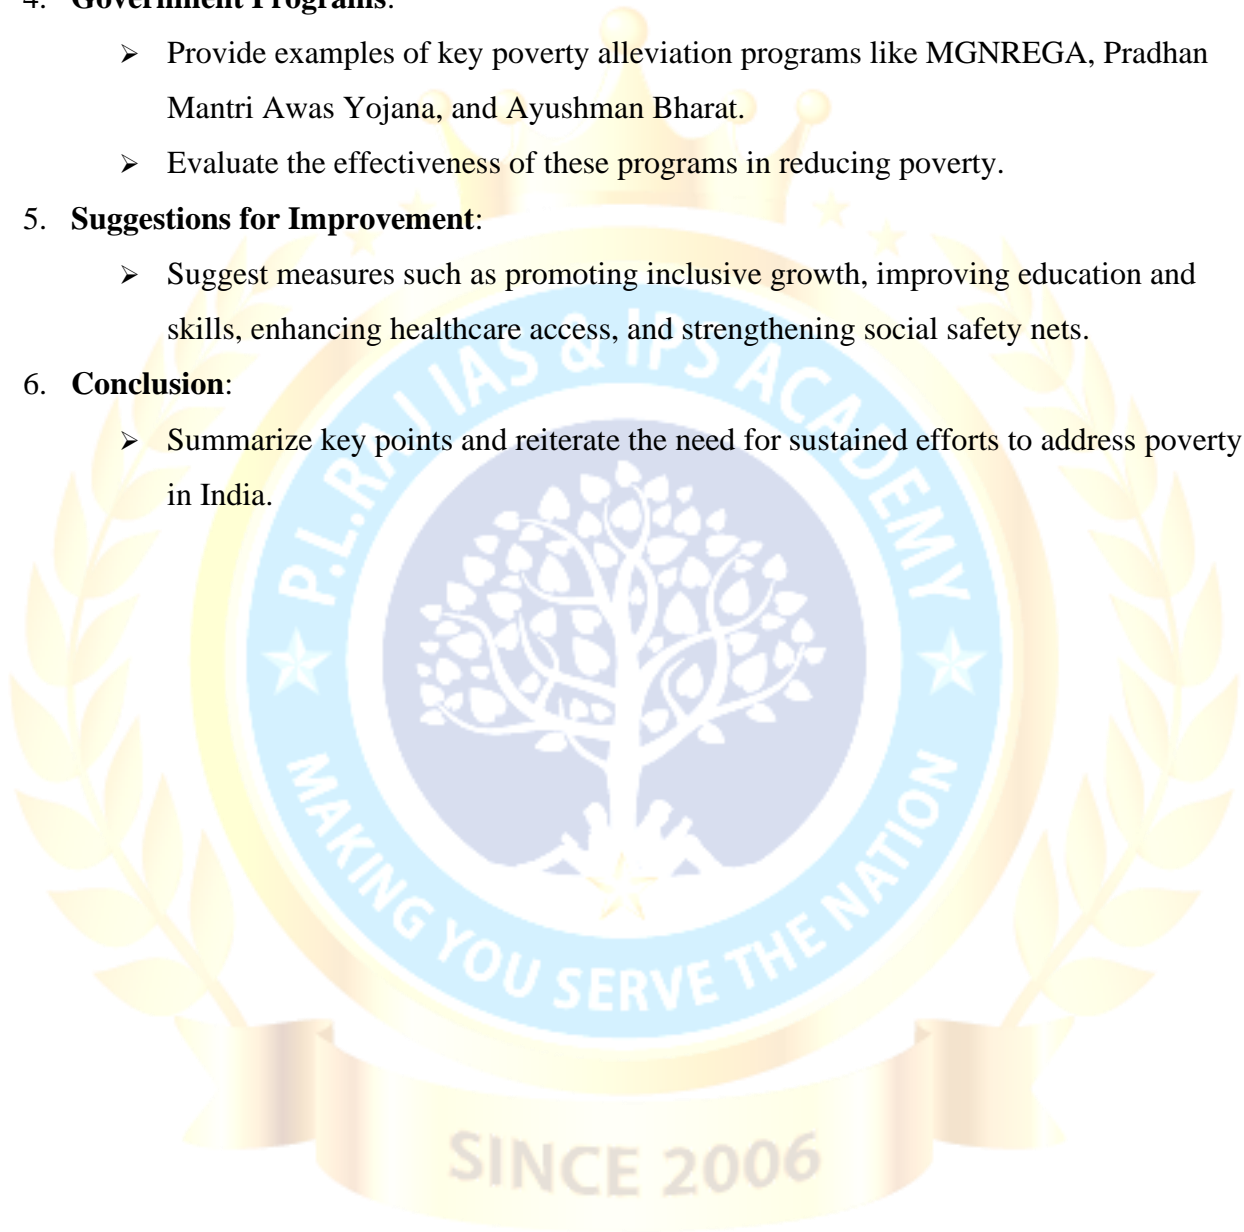 4. Government Programs:
➢ Provide examples of key poverty alleviation programs like MGNREGA, Pradhan
Mantri Awas Yojana, and Ayushman Bharat.
➢ Evaluate the effectiveness of these programs in reducing poverty.
5. Suggestions for Improvement:
➢ Suggest measures such as promoting inclusive growth, improving education and
skills, enhancing healthcare access, and strengthening social safety nets.
6. Conclusion:
➢ Summarize key points and reiterate the need for sustained efforts to address poverty
in India.
P.L.RAJ IAS & IPS ACADEMY
MAKING YOU SERVE THE NATION
SINCE 2006